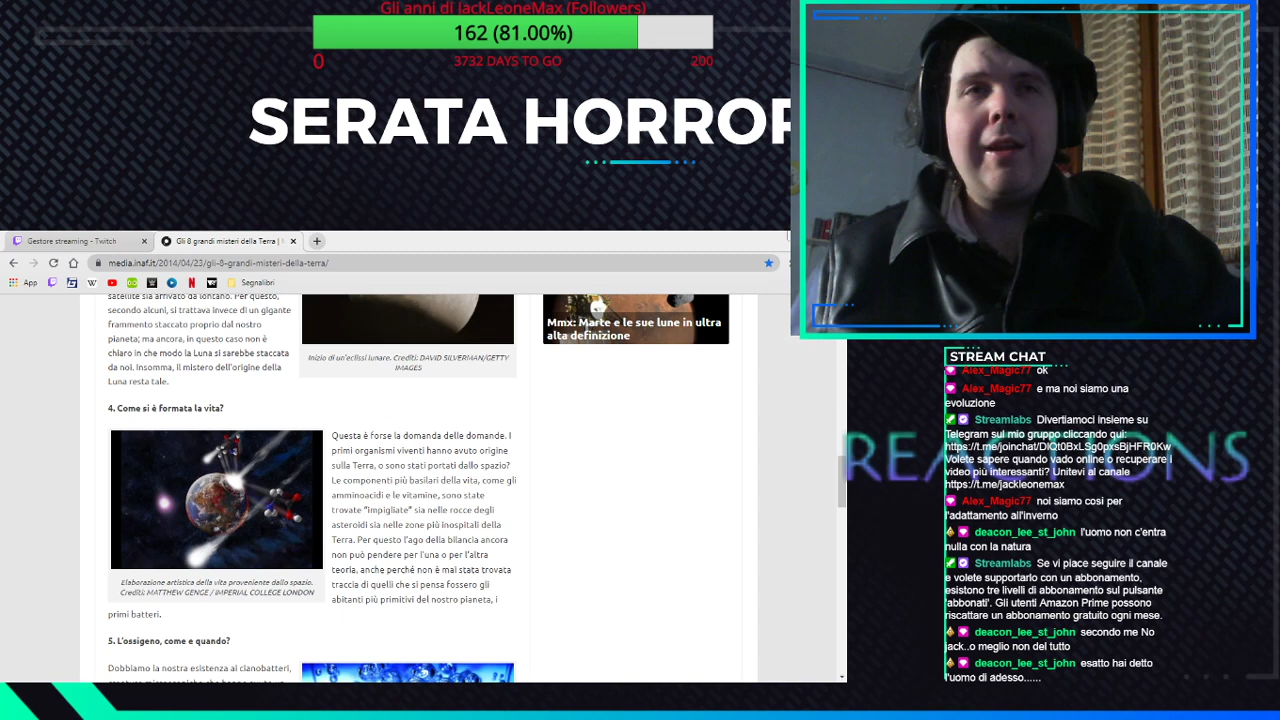 Gli anni di JackLeoneMax (Followers)
162 (81.00%)
0
3732 DAYS TO GO
200
SERATA HORROR
Gestore streaming - Twitch
Gli 8 grandi misteri della Terra |
media.inaf.it/2014/04/23/gli-8-grandi-misteri-della-terra/
App
Segnalibri
satellite sia arrivato da lontano. Per questo,
secondo alcuni, si trattava invece di un gigante
frammento staccato proprio dal nostro
pianeta; ma ancora, in questo caso non è
chiaro in che modo la Luna si sarebbe staccata
da noi. Insomma, il mistero dell'origine della
Luna resta tale.
Inizio di un'eclissi lunare. Crediti: DAVID SILVERMAN/GETTY
IMAGES
Mmx: Marte e le sue lune in ultra
alta definizione
4. Come si è formata la vita?
Questa è forse la domanda delle domande. I
primi organismi viventi hanno avuto origine
sulla Terra, o sono stati portati dallo spazio?
Le componenti più basilari della vita, come gli
amminoacidi e le vitamine, sono state
trovate "impigliate" sia nelle rocce degli
asteroidi sia nelle zone più inospitali della
Terra. Per questo l'ago della bilancia ancora
non può pendere per l'una o per l'altra
teoria, anche perché non è mai stata trovata
traccia di quelli che si pensa fossero gli
abitanti più primitivi del nostro pianeta, i
primi batteri.
Elaborazione artistica della vita proveniente dallo spazio.
Crediti: MATTHEW GENGE / IMPERIAL COLLEGE LONDON
5. L'ossigeno, come e quando?
Dobbiamo la nostra esistenza ai cianobatteri,
STREAM CHAT
Alex_Magic77 ok
Alex_Magic77 e ma noi siamo una
evoluzione
Streamlabs Divertiamoci insieme su
Telegram sul mio gruppo cliccando qui:
https://t.me/joinchat/DIQt0BxLSg0pxsBjHFR0Kw
Volete sapere quando vado online o recuperare i
video più interessanti? Unitevi al canale
https://t.me/jackleonemax
Alex_Magic77 noi siamo cosi per
l'adattamento all'inverno
deacon_lee_st_john l'uomo non c'entra
nulla con la natura
Streamlabs Se vi piace seguire il canale
e volete supportarlo con un abbonamento,
esistono tre livelli di abbonamento sul pulsante
'abbonati'. Gli utenti Amazon Prime possono
riscattare un abbonamento gratuito ogni mese.
deacon_lee_st_john secondo me No
jack..o meglio non del tutto
deacon_lee_st_john esatto hai detto
l'uomo di adesso......